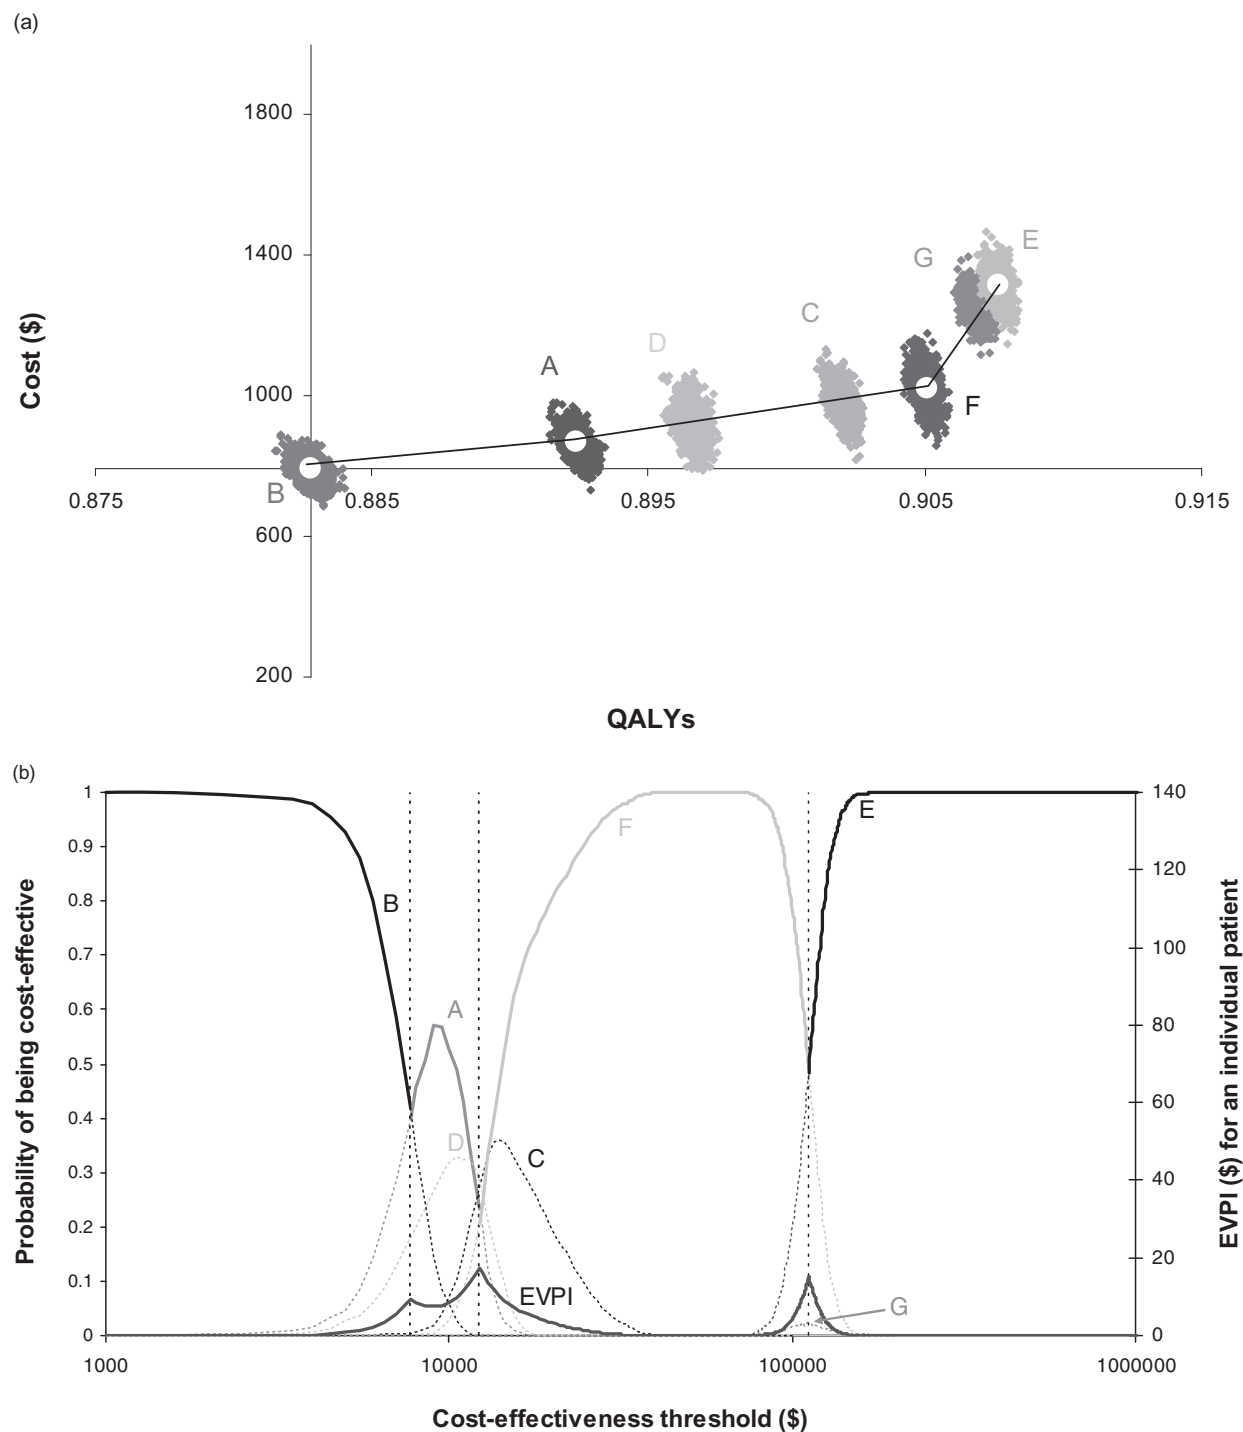 (a)
1800
1400
1000
600
200
Cost ($)
G
E
C
D
A
F
B
0.875
0.885
0.895
0.905
0.915
QALYs
(b)
1
0.9
0.8
0.7
0.6
0.5
0.4
0.3
0.2
0.1
0
Probability of being cost-effective
140
120
100
80
60
40
20
0
EVPI ($) for an individual patient
B
A
D
C
F
E
EVPI
G
1000
10000
100000
1000000
Cost-effectiveness threshold ($)